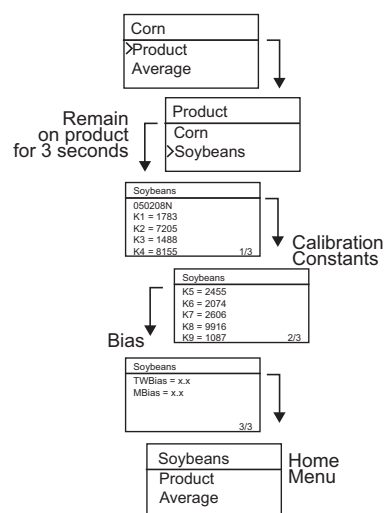 Corn
>Product
Average
Remain
on product
for 3 seconds
Product
Corn
>Soybeans
Soybeans
050208N
K1 = 1783
K2 = 7205
K3 = 1488
K4 = 8155 1/3
Calibration
Constants
Soybeans
K5 = 2455
K6 = 2074
K7 = 2606
K8 = 9916
K9 = 1087 2/3
Bias
Soybeans
TWBias = x.x
MBias = x.x
3/3
Soybeans
Product
Average
Home
Menu